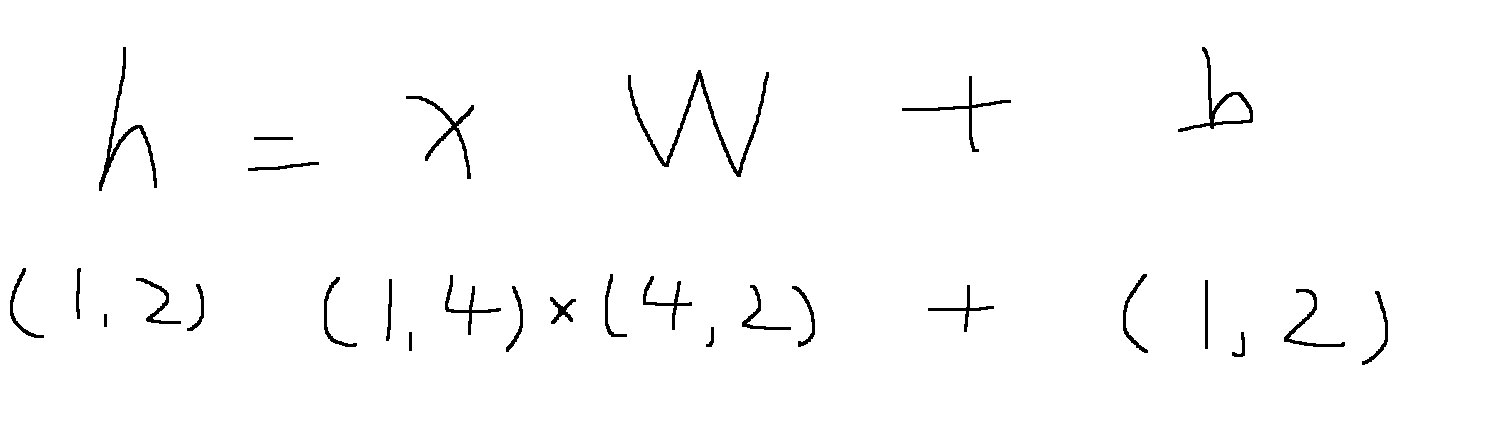 h = x W + b
(1,2) (1,4)×(4,2) + (1,2)